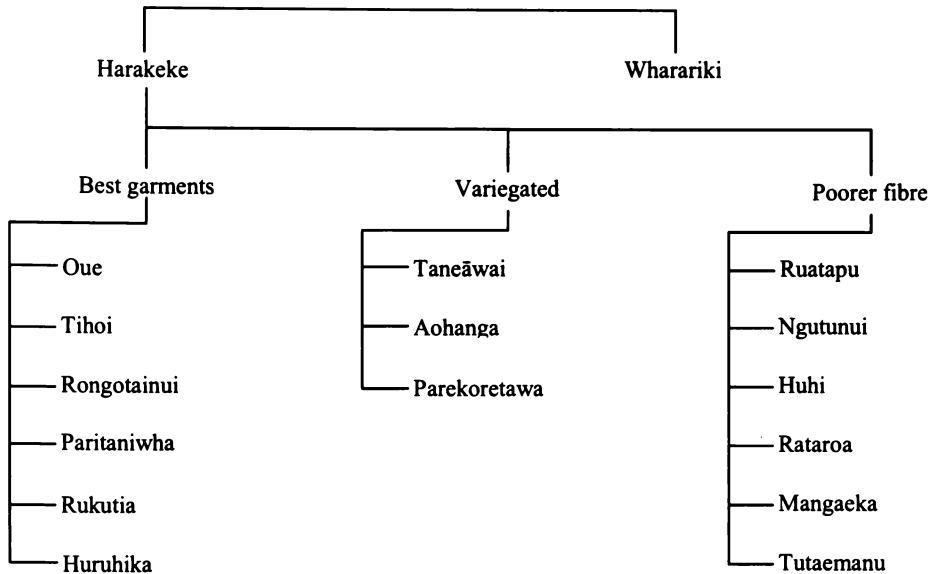 Harakeke
Wharariki
Best garments
Variegated
Poorer fibre
Oue
Tihoi
Rongotainui
Paritaniwha
Rukutia
Huruhika
Taneāwai
Aohanga
Parekoretawa
Ruatapu
Ngutunui
Huhi
Rataroa
Mangaeka
Tutaemanu